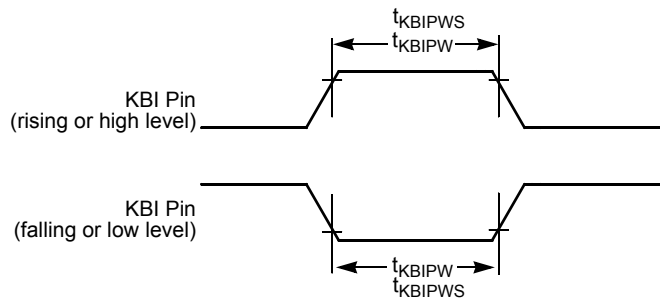 tKBIPWS
tKBIPW
KBI Pin
(rising or high level)
KBI Pin
(falling or low level)
tKBIPW
tKBIPWS